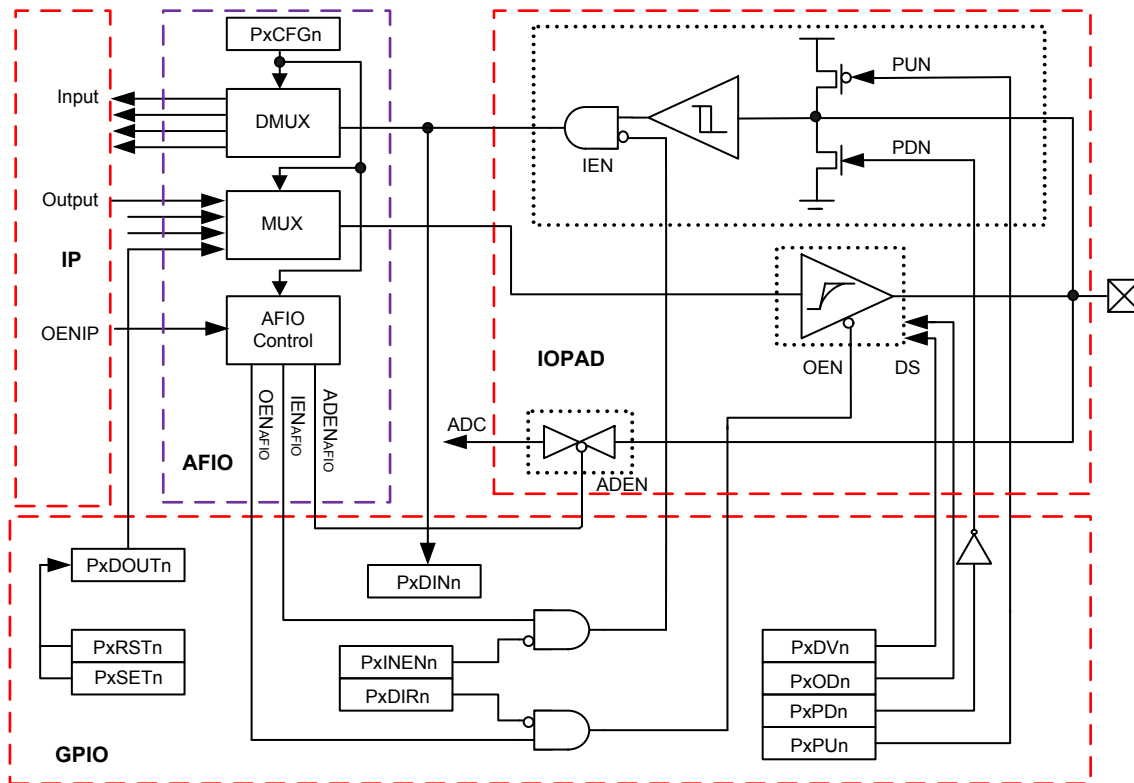 PxCFGn
PUN
Input
DMUX
IEN
PDN
Output
MUX
IP
OENIP
AFIO
Control
IOPAD
OEN
DS
OENAFIO
IENAFIO
ADENAFIO
ADC
AFIO
ADEN
PxDOUTn
PxDINn
PxRSTn
PxSETn
PxINENn
PxDIRn
PxDVn
PxODn
PxPDn
PxPUn
GPIO